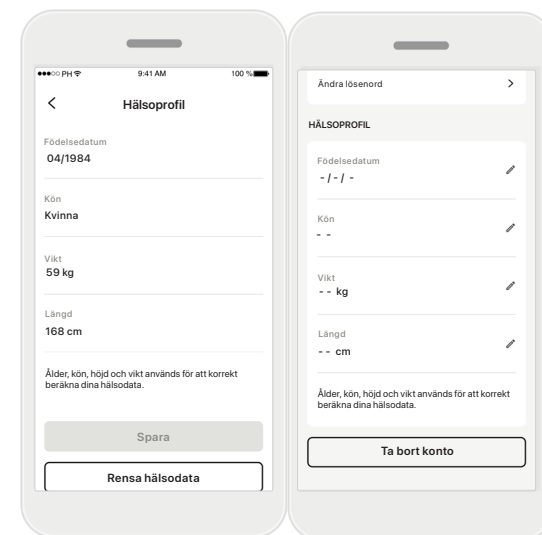 PH
9:41 AM
100 %
Hälsoprofil
Födelsedatum
04/1984
Kön
Kvinna
Vikt
59 kg
Längd
168 cm
Ålder, kön, höjd och vikt används för att korrekt
beräkna dina hälsodata.
Spara
Rensa hälsodata
Ändra lösenord
HÄLSOPROFIL
Födelsedatum
- / - / -
Kön
- -
Vikt
- - kg
Längd
- - cm
Ålder, kön, höjd och vikt används för att korrekt
beräkna dina hälsodata.
Ta bort konto